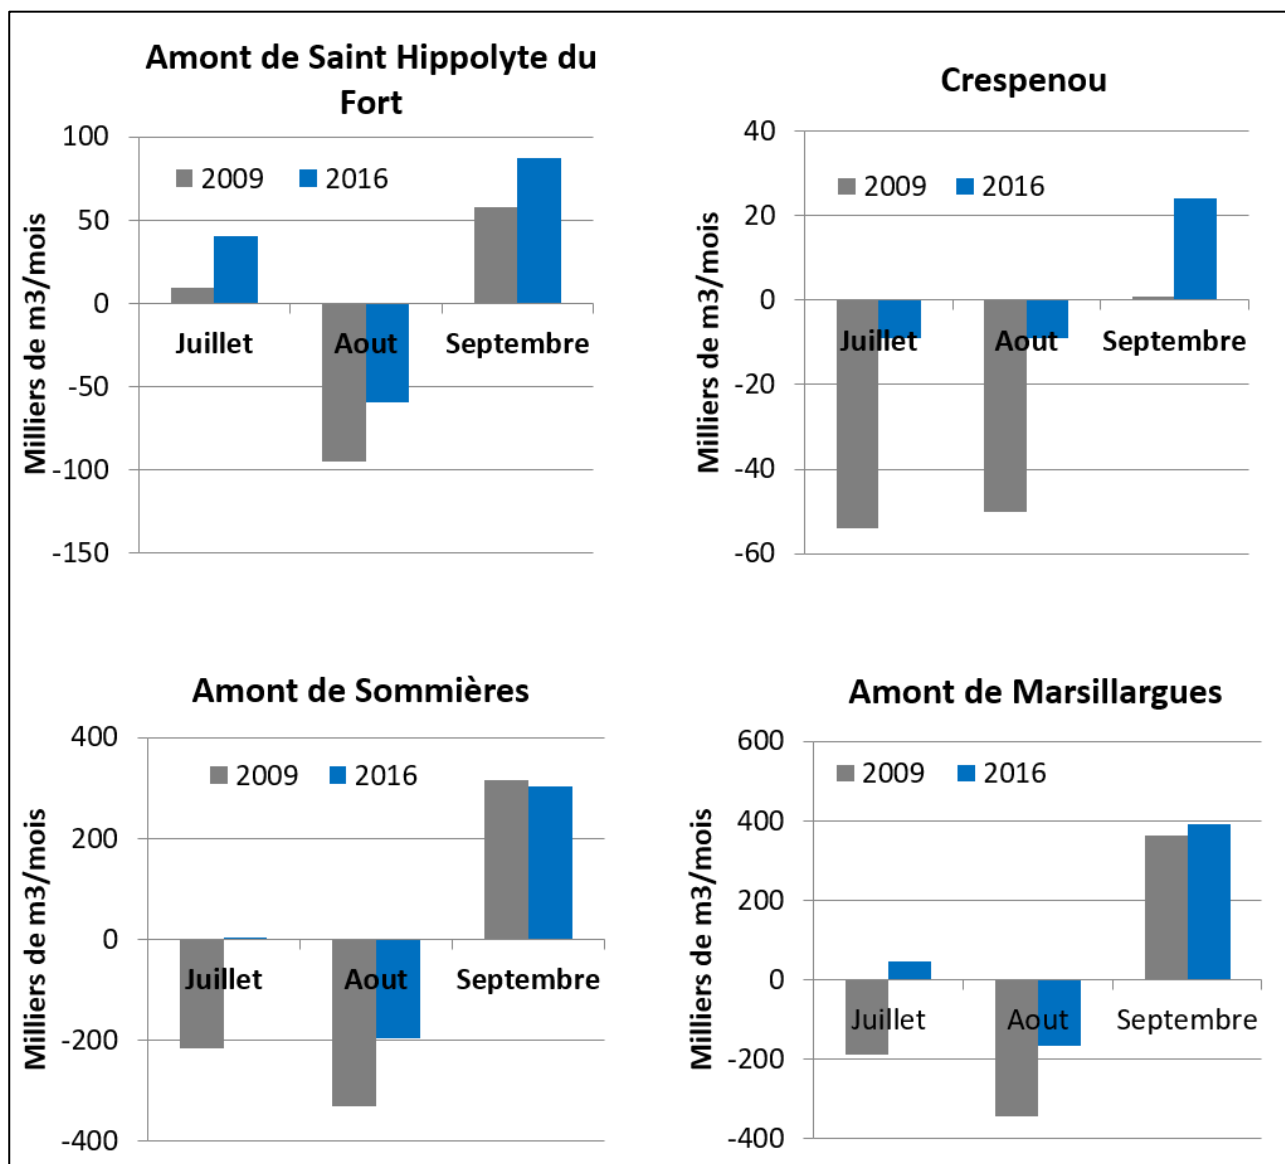 Amont de Saint Hippolyte du
Fort
100
50
0
-50
-100
-150
Milliers de m3/mois
2009 2016
Juillet Aout Septembre
Crespenou
40
20
0
-20
-40
-60
Milliers de m3/mois
2009 2016
Juillet Aout Septembre
Amont de Sommières
400
200
0
-200
-400
Milliers de m3/mois
2009 2016
Juillet Aout Septembre
Amont de Marsillargues
600
400
200
0
-200
-400
Milliers de m3/mois
2009 2016
Juillet Aout Septembre